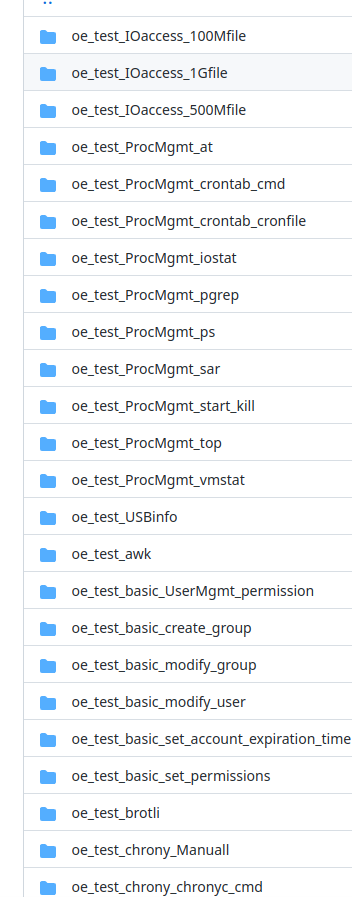 ..
oe_test_IOaccess_100Mfile
oe_test_IOaccess_1Gfile
oe_test_IOaccess_500Mfile
oe_test_ProcMgmt_at
oe_test_ProcMgmt_crontab_cmd
oe_test_ProcMgmt_crontab_cronfile
oe_test_ProcMgmt_iostat
oe_test_ProcMgmt_pgrep
oe_test_ProcMgmt_ps
oe_test_ProcMgmt_sar
oe_test_ProcMgmt_start_kill
oe_test_ProcMgmt_top
oe_test_ProcMgmt_vmstat
oe_test_USBinfo
oe_test_awk
oe_test_basic_UserMgmt_permission
oe_test_basic_create_group
oe_test_basic_modify_group
oe_test_basic_modify_user
oe_test_basic_set_account_expiration_time
oe_test_basic_set_permissions
oe_test_brotli
oe_test_chrony_Manuall
oe_test_chrony_chronyc_cmd